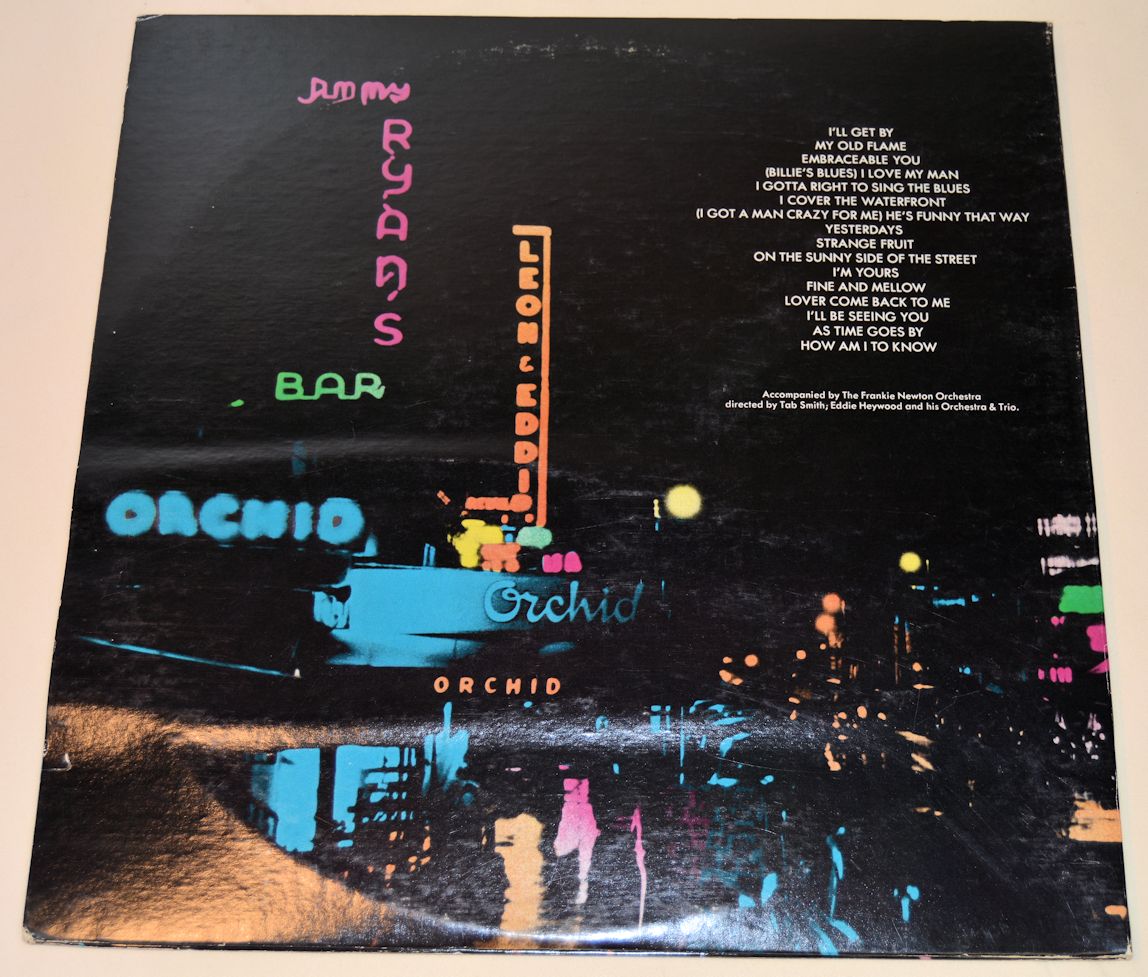 Jimmy
RYAN'S
BAR
LEON & EDDIE
ORCHID
Orchid
ORCHID
I'LL GET BY
MY OLD FLAME
EMBRACEABLE YOU
(BILLIE'S BLUES) I LOVE MY MAN
I GOTTA RIGHT TO SING THE BLUES
I COVER THE WATERFRONT
(I GOT A MAN CRAZY FOR ME) HE'S FUNNY THAT WAY
YESTERDAYS
STRANGE FRUIT
ON THE SUNNY SIDE OF THE STREET
I'M YOURS
FINE AND MELLOW
LOVER COME BACK TO ME
I'LL BE SEEING YOU
AS TIME GOES BY
HOW AM I TO KNOW
Accompanied by The Frankie Newton Orchestra
directed by Tab Smith; Eddie Heywood and his Orchestra & Trio.